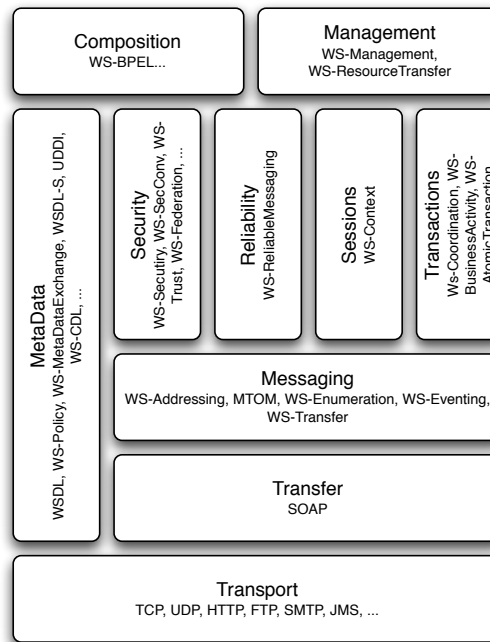 Composition
WS-BPEL...
Management
WS-Management,
WS-ResourceTransfer
MetaData
WSDL, WS-Policy, WS-MetaDataExchange, WSDL-S, UDDI,
WS-CDL, ...
Security
WS-Secutiry, WS-SecConv, WS-
Trust, WS-Federation, ...
Reliability
WS-ReliableMessaging
Sessions
WS-Context
Transactions
Ws-Coordination, WS-
BusinessActivity, WS-
AtomicTransaction
Messaging
WS-Addressing, MTOM, WS-Enumeration, WS-Eventing,
WS-Transfer
Transfer
SOAP
Transport
TCP, UDP, HTTP, FTP, SMTP, JMS, ...